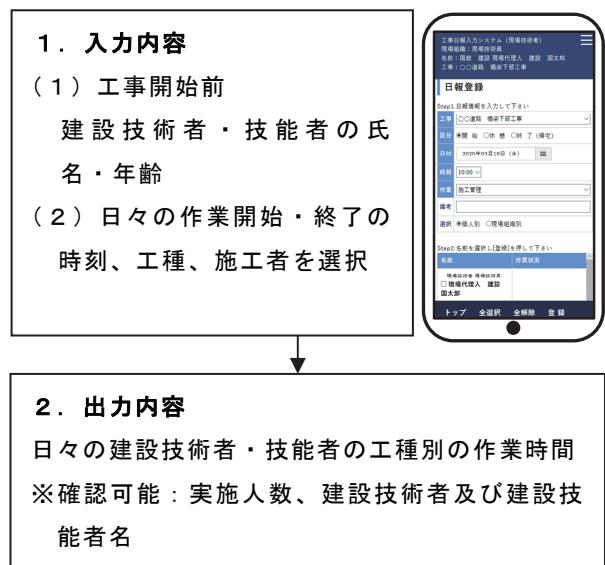 1．入力内容
（1）工事開始前
建設技術者・技能者の氏
名・年齢
（2）日々の作業開始・終了の
時刻、工種、施工者を選択
工事日報入力システム（現場技術者）
現場組織：現場技術員
名前：国総 建設 現場代理人 建設 国太郎
工事：〇〇道路 橋梁下部工事
日報登録
Step1.日報情報を入力して下さい
工事 〇〇道路 橋梁下部工事
区分 開 始 休 憩 終 了（帰宅）
日付 2020年03月18日（水）
時刻 10:00
作業 施工管理
備考
選択 個人別 現場組織別
Step2.名前を選択し[登録]を押して下さい
名前 作業状況
現場技術者 現場技術員
現場代理人 建設
国太郎
トップ 全選択 全解除 登 録
2．出力内容
日々の建設技術者・技能者の工種別の作業時間
※確認可能：実施人数、建設技術者及び建設技
能者名